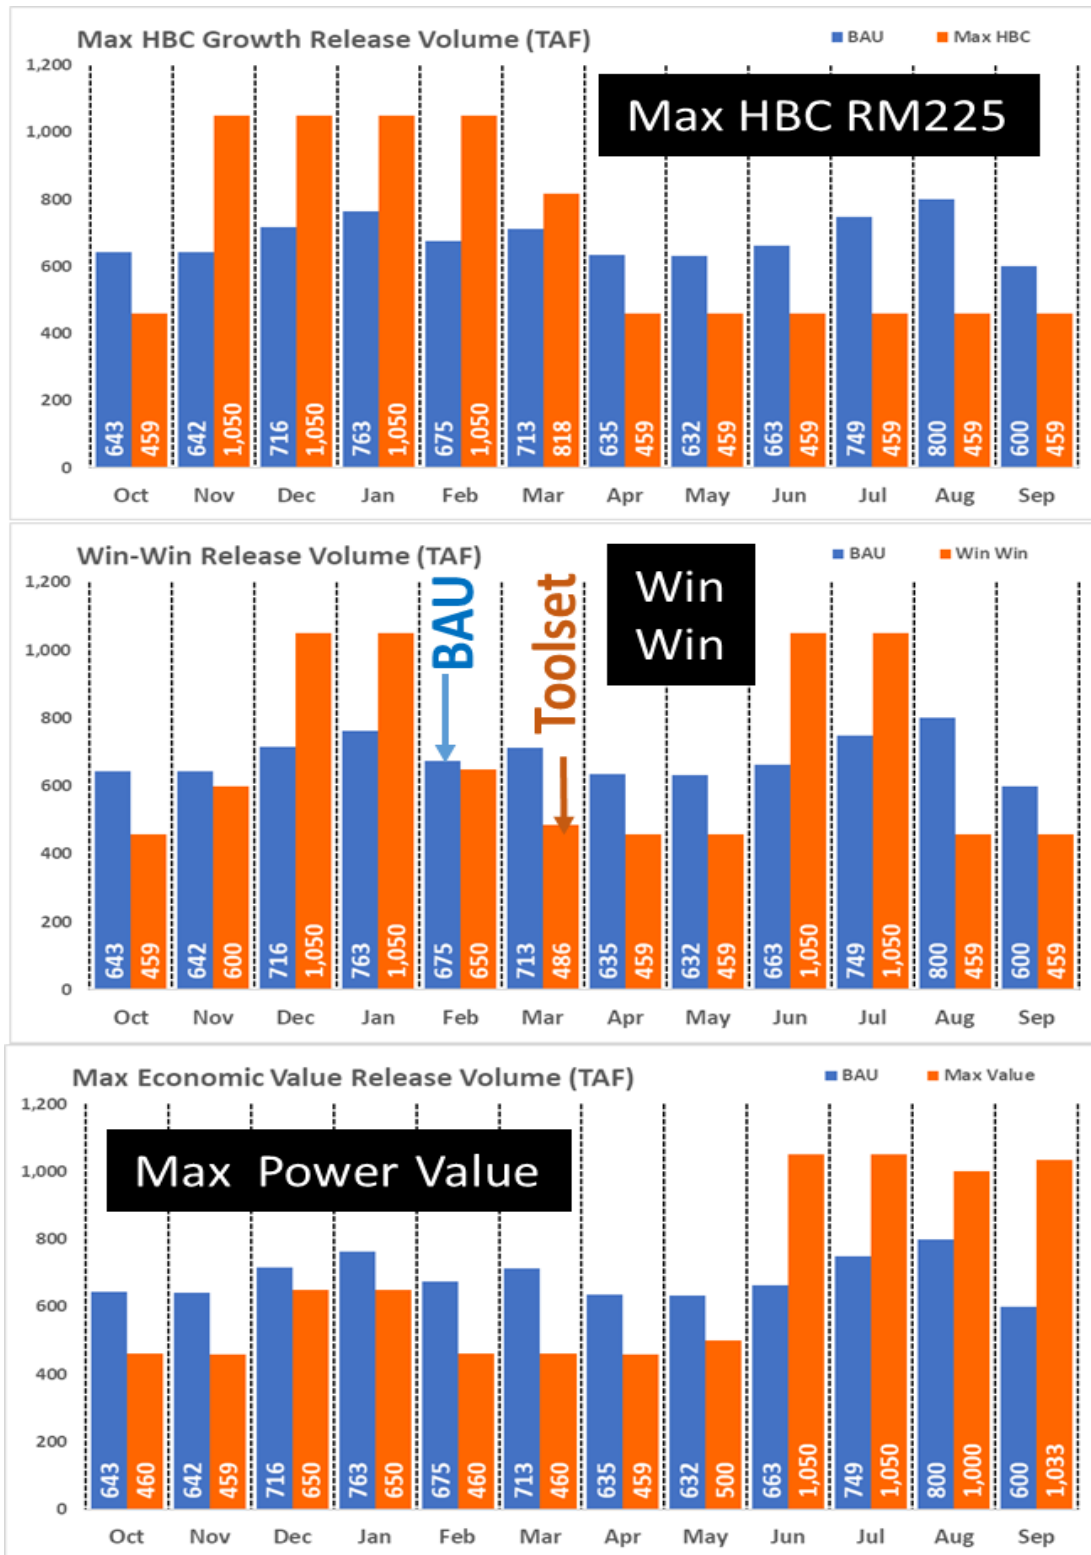 Max HBC Growth Release Volume (TAF)
BAU Max HBC
Max HBC RM225
1,200
1,000
800
600
400
200
0
643 459 642 1,050 716 1,050 763 1,050 675 1,050 713 818 635 459 632 459 663 459 749 459 800 459 600 459
Oct Nov Dec Jan Feb Mar Apr May Jun Jul Aug Sep
Win-Win Release Volume (TAF)
BAU Win Win
Win
Win
BAU
Toolset
1,200
1,000
800
600
400
200
0
643 459 642 600 716 1,050 763 1,050 675 650 713 486 635 459 632 459 663 1,050 749 1,050 800 459 600 459
Oct Nov Dec Jan Feb Mar Apr May Jun Jul Aug Sep
Max Economic Value Release Volume (TAF)
BAU Max Value
Max Power Value
1,200
1,000
800
600
400
200
0
643 460 642 459 716 650 763 650 675 460 713 460 635 459 632 500 663 1,050 749 1,050 800 1,000 600 1,033
Oct Nov Dec Jan Feb Mar Apr May Jun Jul Aug Sep